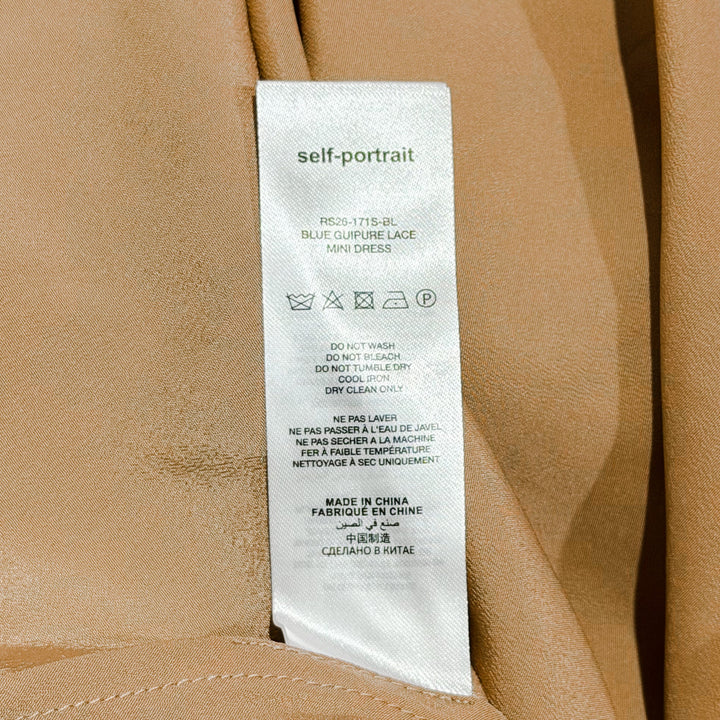 self-portrait
RS26-171S-BL
BLUE GUIPURE LACE
MINI DRESS
P
DO NOT WASH
DO NOT BLEACH
DO NOT TUMBLE DRY
COOL IRON
DRY CLEAN ONLY
NE PAS LAVER
NE PAS PASSER À L'EAU DE JAVEL
NE PAS SECHER A LA MACHINE
FER À FAIBLE TEMPÉRATURE
NETTOYAGE À SEC UNIQUEMENT
MADE IN CHINA
FABRIQUÉ EN CHINE
صنع في الصين
中国制造
СДЕЛАНО В КИТАЕ